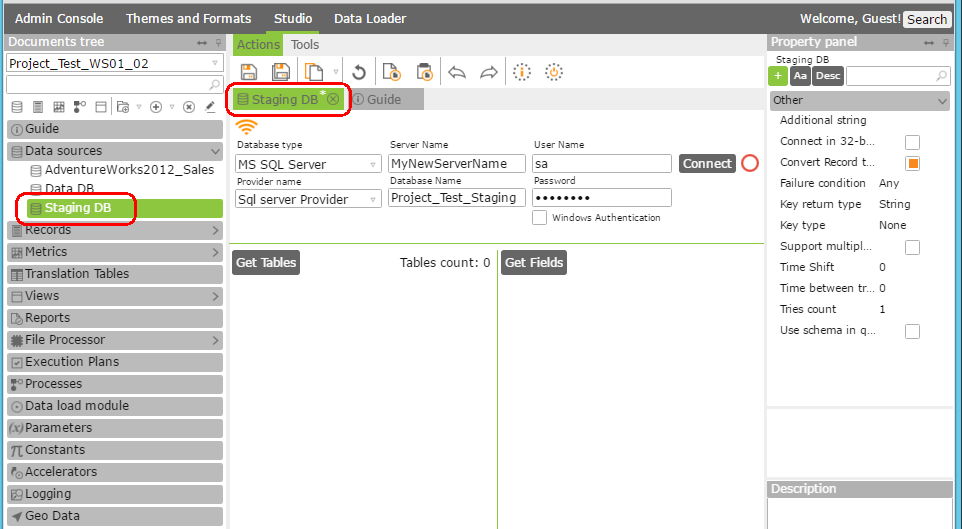 Admin Console Themes and Formats Studio Data Loader Welcome, Guest! Search
Documents tree
Project_Test_WS01_02
Guide
Data sources
AdventureWorks2012_Sales
Data DB
Staging DB
Records
Metrics
Translation Tables
Views
Reports
File Processor
Execution Plans
Processes
Data load module
Parameters
Constants
Accelerators
Logging
Geo Data
Actions Tools
Staging DB * Guide
Database type Server Name User Name
MS SQL Server MyNewServerName sa Connect
Provider name Database Name Password
Sql server Provider Project_Test_Staging ••••••••
Windows Authentication
Get Tables Tables count: 0 Get Fields
Property panel
Staging DB
+ Aa Desc
Other
Additional string
Connect in 32-b...
Convert Record t...
Failure condition Any
Key return type String
Key type None
Support multipl...
Time Shift 0
Time between tr... 0
Tries count 1
Use schema in q...
Description